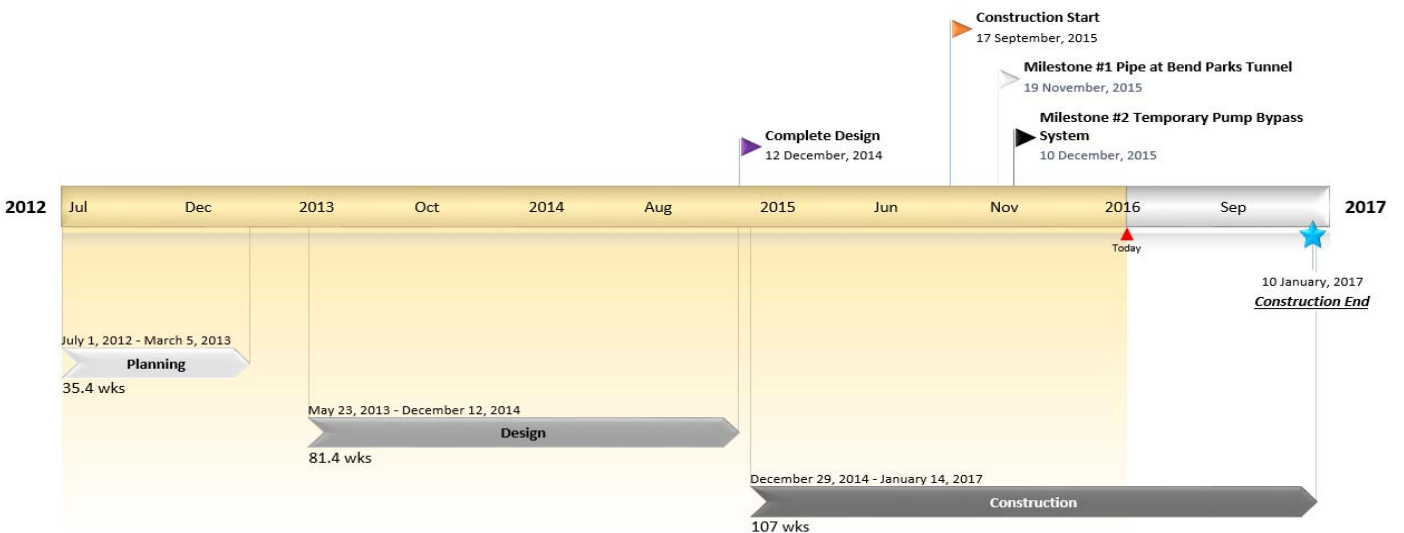 Construction Start
17 September, 2015
Milestone #1 Pipe at Bend Parks Tunnel
19 November, 2015
Milestone #2 Temporary Pump Bypass
System
10 December, 2015
Complete Design
12 December, 2014
2012 Jul Dec 2013 Oct 2014 Aug 2015 Jun Nov 2016 Sep 2017
Today
10 January, 2017
Construction End
July 1, 2012 - March 5, 2013
Planning
35.4 wks
May 23, 2013 - December 12, 2014
Design
81.4 wks
December 29, 2014 - January 14, 2017
Construction
107 wks